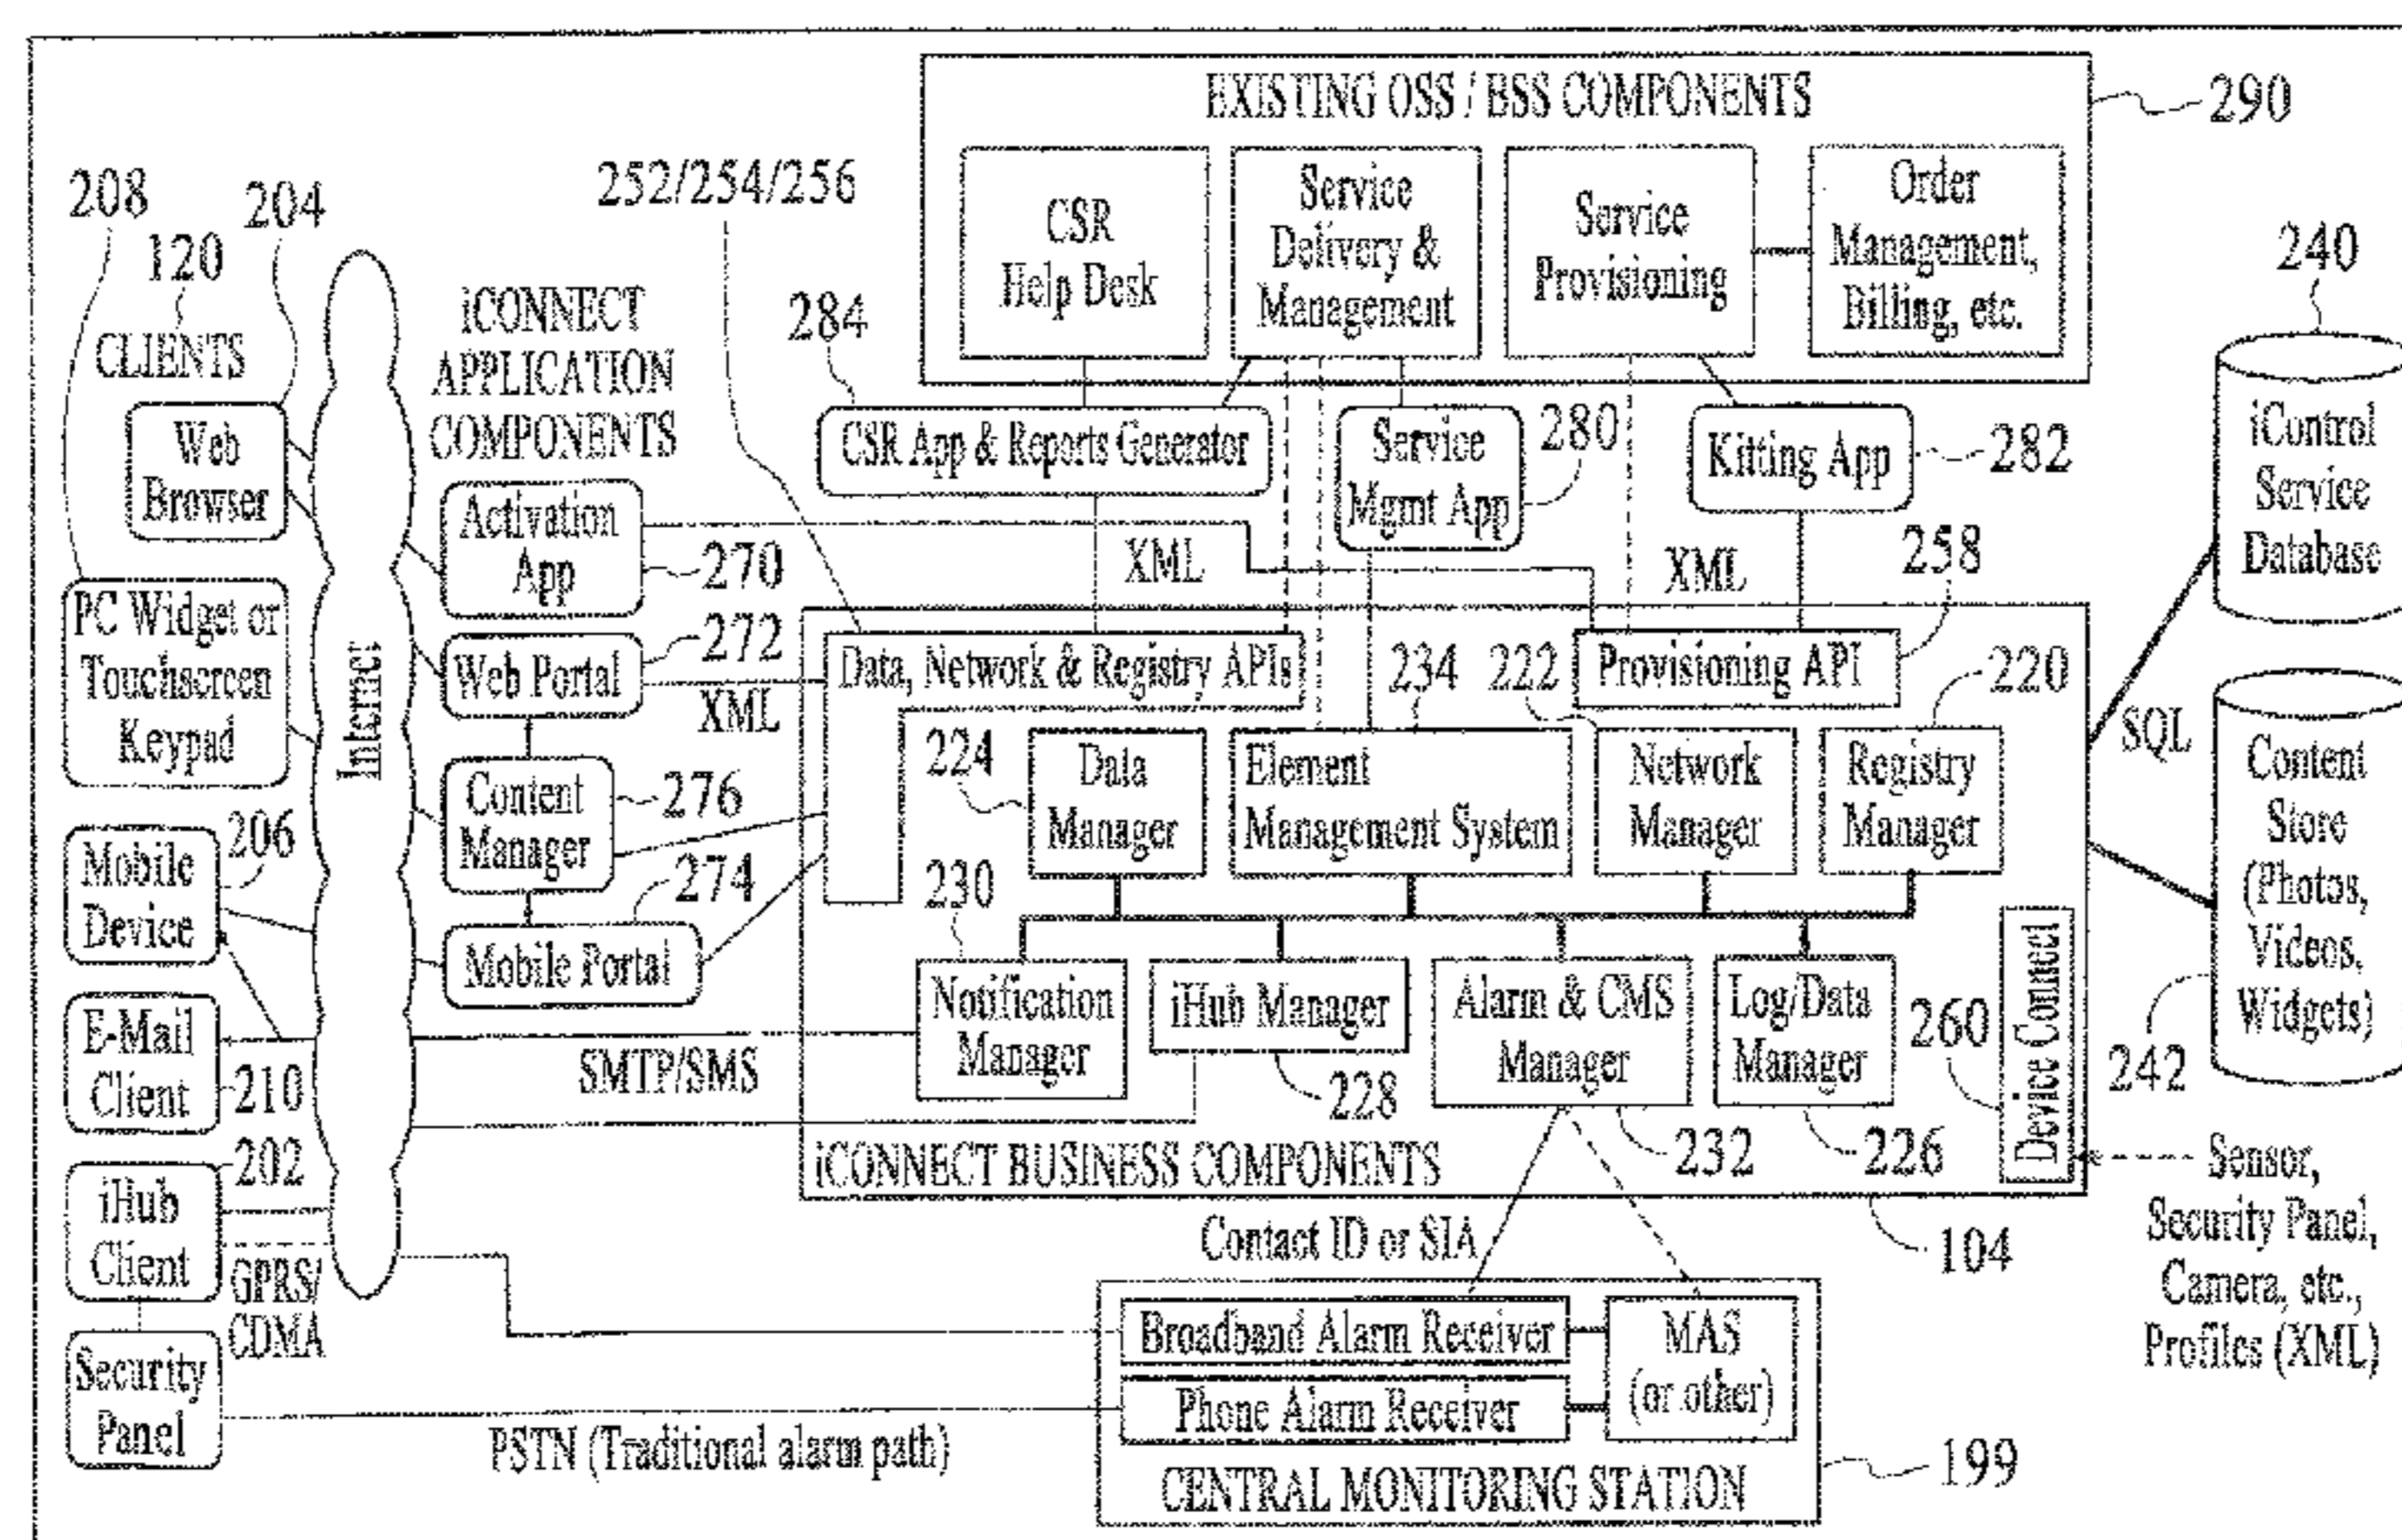 EXISTING OSS / BSS COMPONENTS
290
CSR
Help Desk
Service
Delivery &
Management
Service
Provisioning
Order
Management,
Billing, etc.
208
120
CLIENTS
204
252/254/256
iCONNECT
APPLICATION
COMPONENTS
284
CSR App & Reports Generator
Service
Mgmt App
280
Kitting App
282
240
iControl
Service
Database
Web
Browser
Activation
App
270
XML
XML
258
PC Widget or
Touchscreen
Keypad
Internet
Web Portal
272
XML
Data, Network & Registry APIs
Provisioning API
234
222
220
224
Data
Manager
Element
Management System
Network
Manager
Registry
Manager
SQL
Content
Store
(Photos,
Videos,
Widgets)
242
Content
Manager
276
Mobile
Device
206
274
Mobile Portal
230
Notification
Manager
iHub Manager
228
Alarm & CMS
Manager
232
Log/Data
Manager
226
260
Device Connect
E-Mail
Client
210
SMTP/SMS
202
iHub
Client
GPRS/
CDMA
iCONNECT BUSINESS COMPONENTS
104
Sensor,
Security Panel,
Camera, etc.,
Profiles (XML)
Contact ID or SIA
Security
Panel
PSTN (Traditional alarm path)
Broadband Alarm Receiver
Phone Alarm Receiver
MAS
(or other)
CENTRAL MONITORING STATION
199